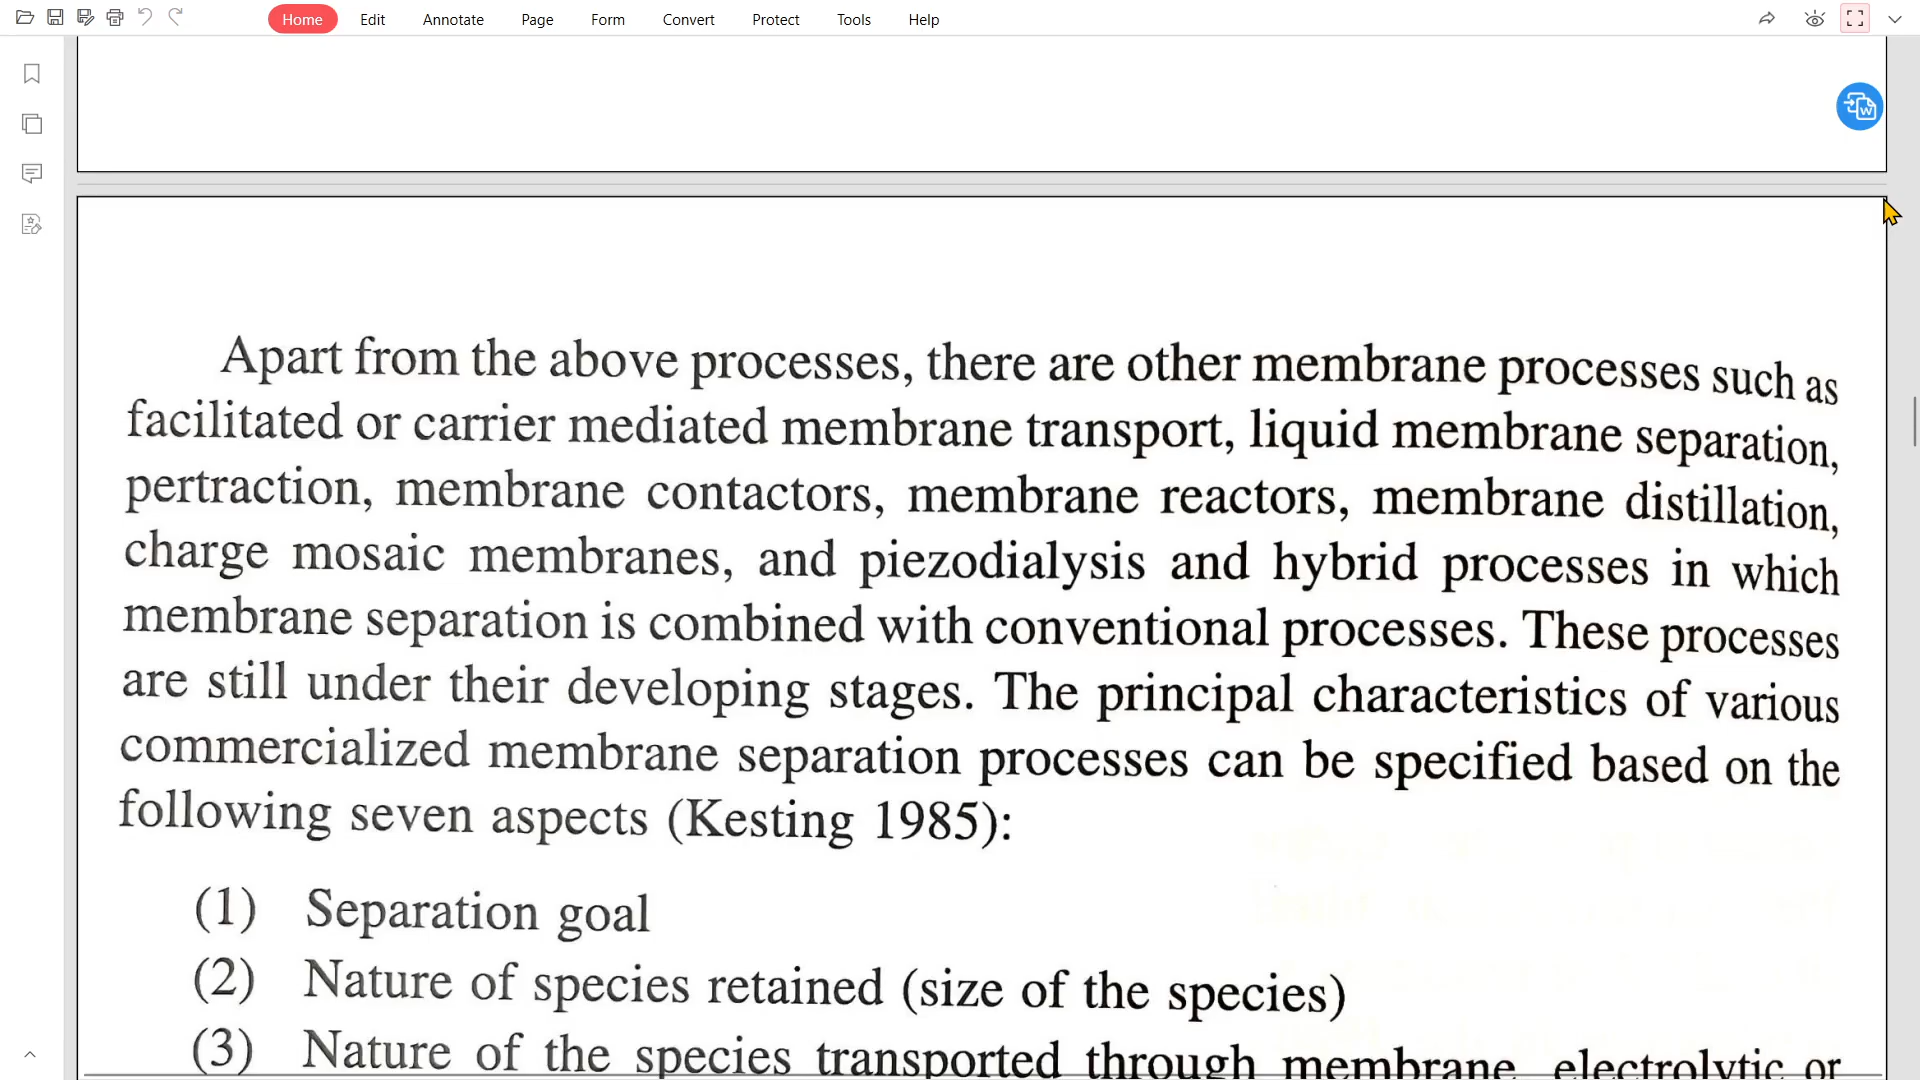 Home Edit Annotate Page Form Convert Protect Tools Help
Apart from the above processes, there are other membrane processes such as
facilitated or carrier mediated membrane transport, liquid membrane separation,
pertraction, membrane contactors, membrane reactors, membrane distillation,
charge mosaic membranes, and piezodialysis and hybrid processes in which
membrane separation is combined with conventional processes. These processes
are still under their developing stages. The principal characteristics of various
commercialized membrane separation processes can be specified based on the
following seven aspects (Kesting 1985):
(1) Separation goal
(2) Nature of species retained (size of the species)
(3) Nature of the species transported through membrane, electrolytic or